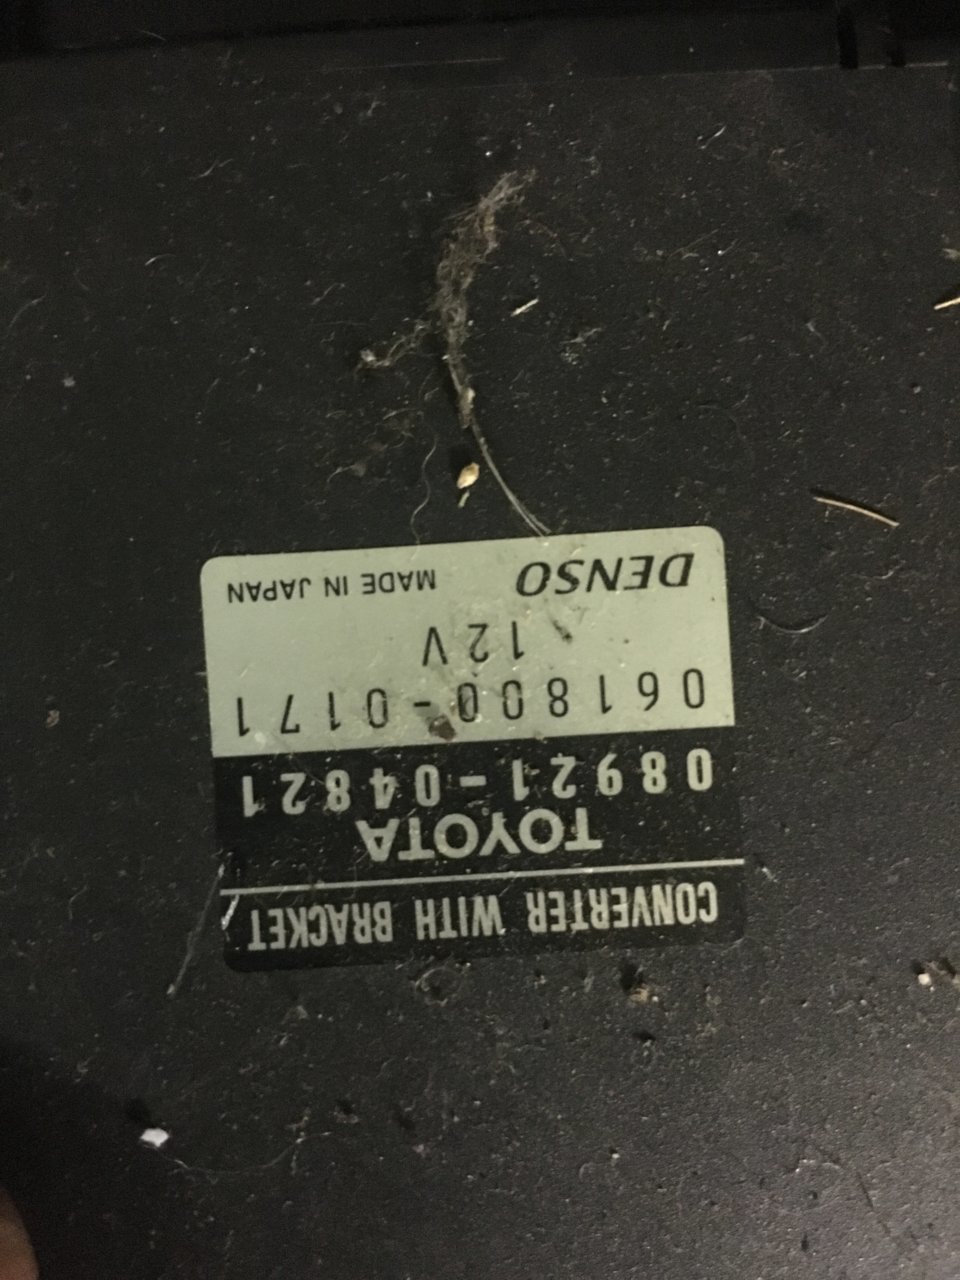 CONVERTER WITH BRACKET
TOYOTA
08921-04821
061800-0171
12V
DENSO MADE IN JAPAN